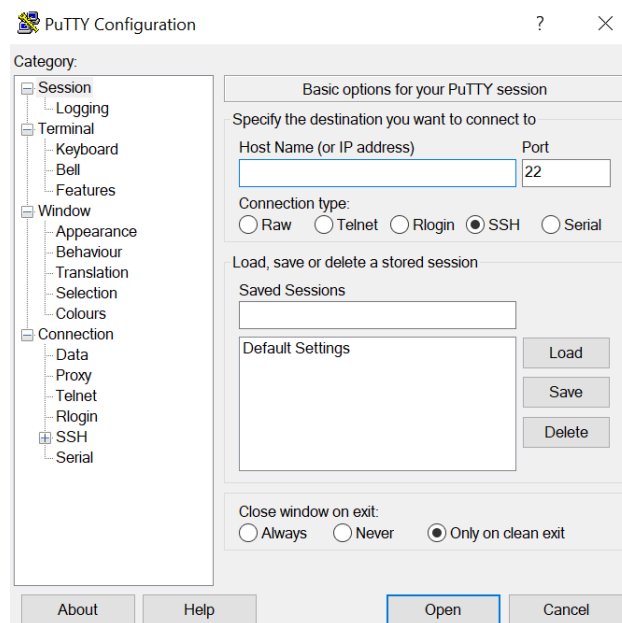 PuTTY Configuration
?
Category:
Session
Logging
Terminal
Keyboard
Bell
Features
Window
Appearance
Behaviour
Translation
Selection
Colours
Connection
Data
Proxy
Telnet
Rlogin
SSH
Serial
Basic options for your PuTTY session
Specify the destination you want to connect to
Host Name (or IP address) Port
22
Connection type:
Raw Telnet Rlogin SSH Serial
Load, save or delete a stored session
Saved Sessions
Default Settings
Load
Save
Delete
Close window on exit:
Always Never Only on clean exit
About Help Open Cancel